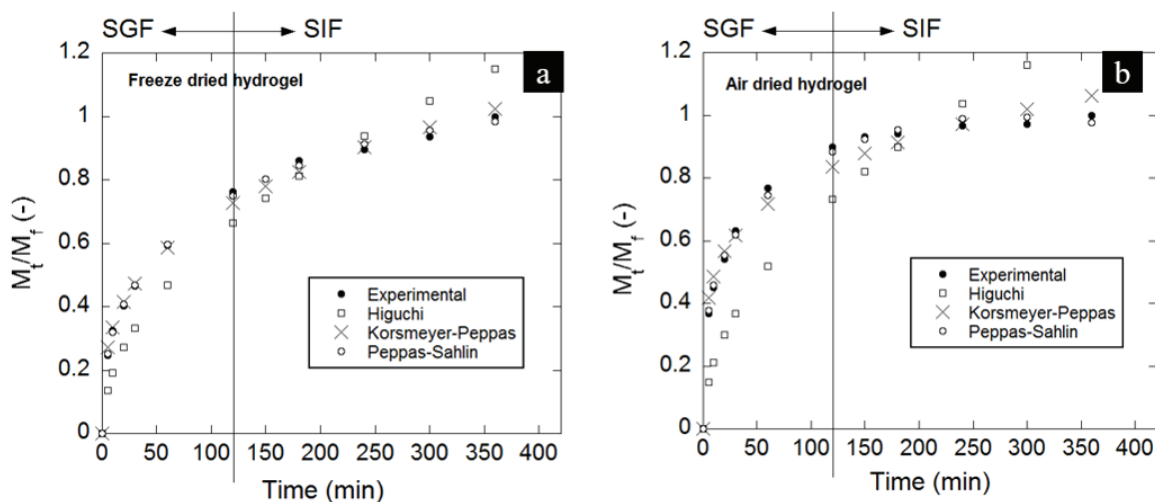 SGF SIF
a
Freeze dried hydrogel
1.2
1
0.8
0.6
0.4
0.2
0
M_t/M_f (-)
Experimental
Higuchi
Korsmeyer-Peppas
Peppas-Sahlin
0 50 100 150 200 250 300 350 400
Time (min)
SGF SIF
b
Air dried hydrogel
1.2
1
0.8
0.6
0.4
0.2
0
M_t/M_f (-)
Experimental
Higuchi
Korsmeyer-Peppas
Peppas-Sahlin
0 50 100 150 200 250 300 350 400
Time (min)